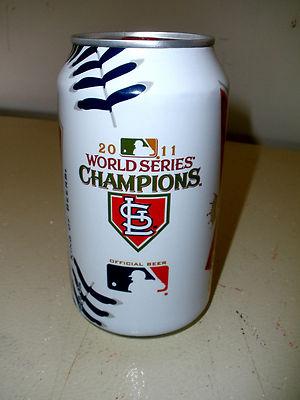 2011
WORLD SERIES
CHAMPIONS
STL
OFFICIAL BEER